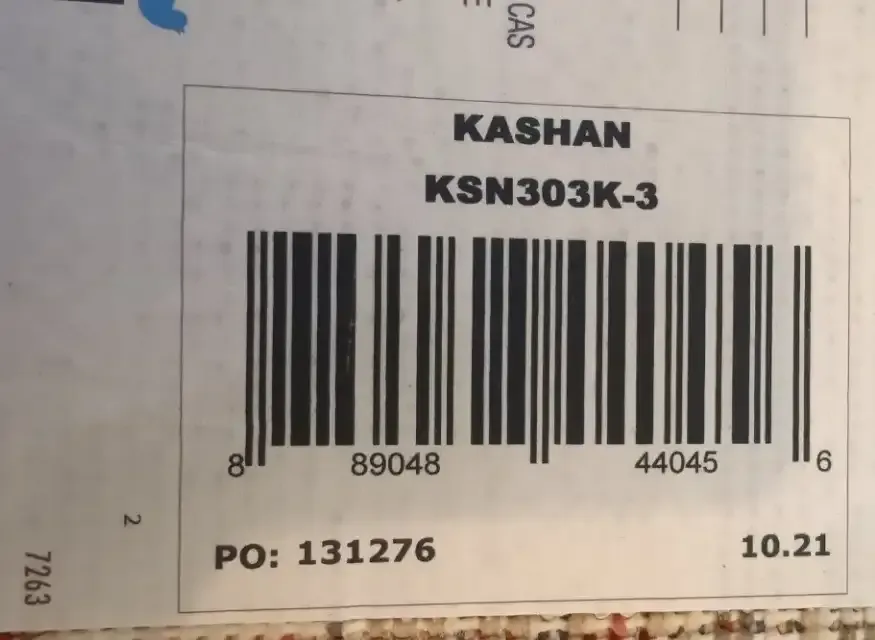 CAS
KASHAN
KSN303K-3
8 89048 44045 6
PO: 131276 10.21
2
7263